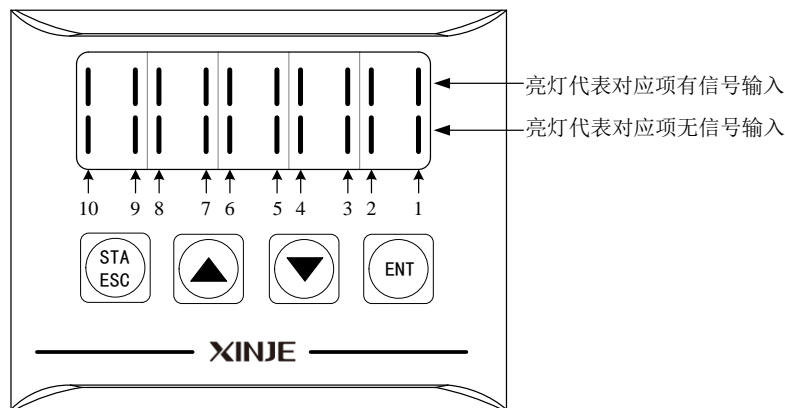 亮灯代表对应项有信号输入
亮灯代表对应项无信号输入
10 9 8 7 6 5 4 3 2 1
STA
ESC
ENT
XINJE